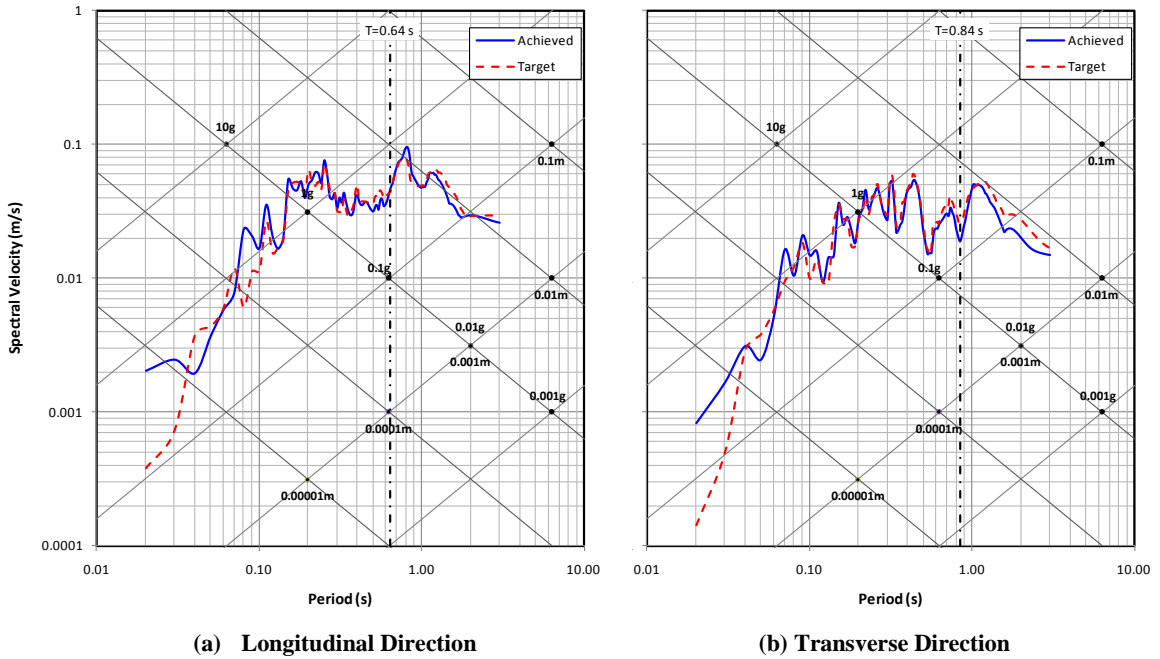 1
0.1
0.01
0.001
0.0001
Spectral Velocity (m/s)
T=0.64 s
Achieved
Target
10g
0.1m
1g
0.1g
0.01m
0.01g
0.001m
0.001g
0.0001m
0.00001m
0.01
0.10
1.00
10.00
Period (s)
(a) Longitudinal Direction
T=0.84 s
Achieved
Target
10g
0.1m
1g
0.1g
0.01m
0.01g
0.001m
0.001g
0.0001m
0.00001m
0.01
0.10
1.00
10.00
Period (s)
(b) Transverse Direction